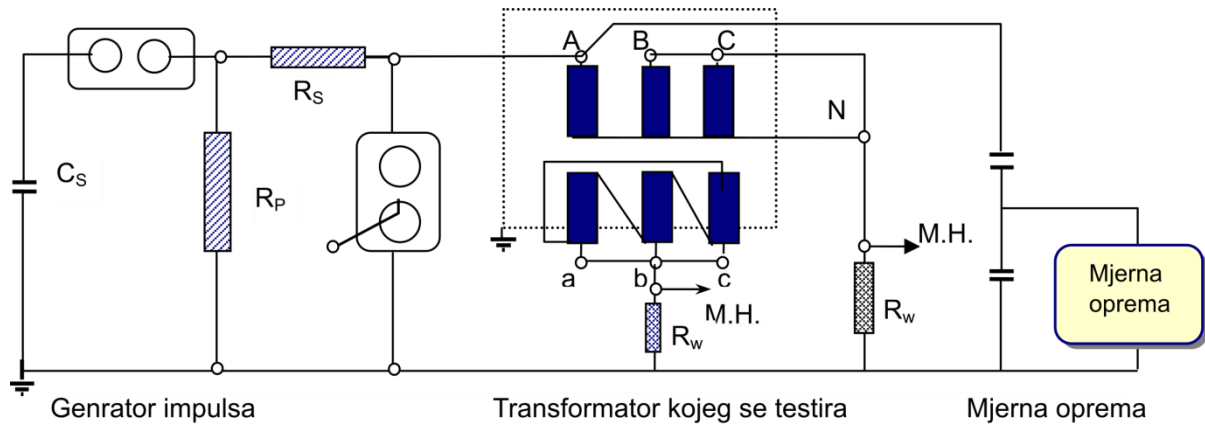 A B C
R_S
N
C_S
R_P
M.H.
a b c
M.H.
R_w
R_w
Mjerna
oprema
Genrator impulsa
Transformator kojeg se testira
Mjerna oprema